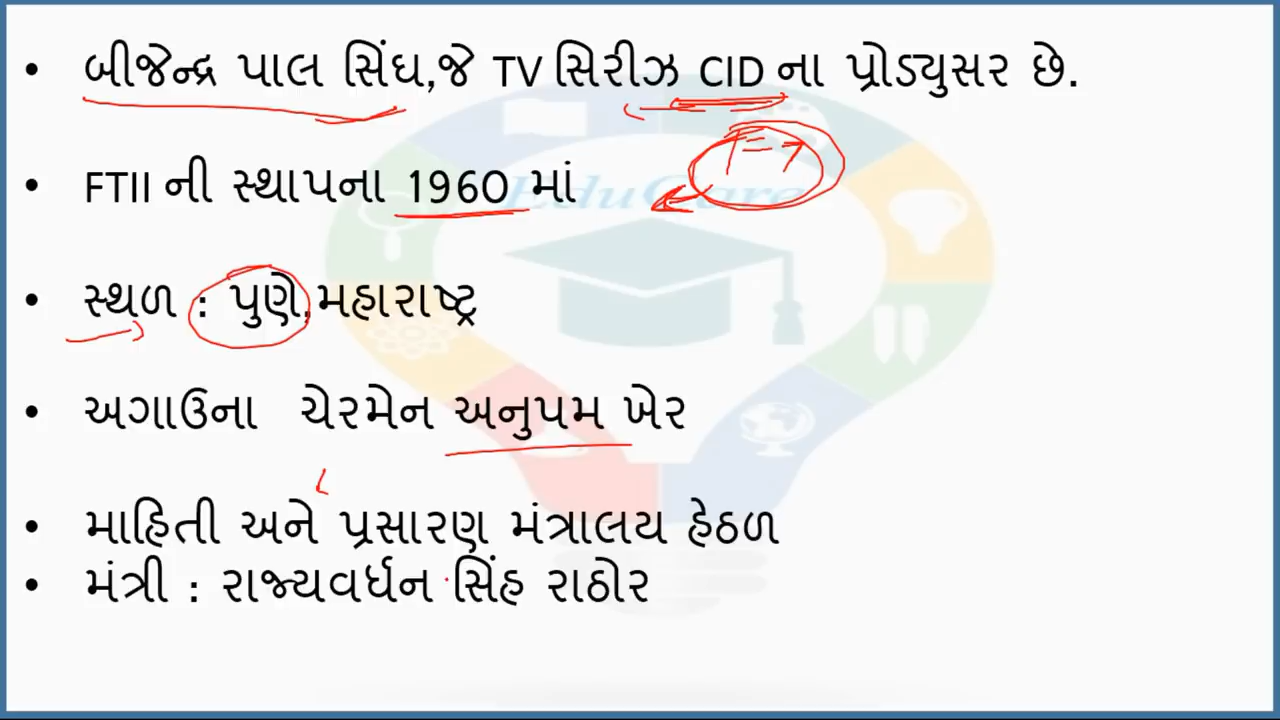 • બીજેન્દ્ર પાલ સિંઘ,જે TV સિરીઝ CID ના પ્રોડ્યુસર છે.
• FTII ની સ્થાપના 1960 માં
EduCare
• સ્થળ : પુણે,મહારાષ્ટ્ર
• અગાઉના ચેરમેન અનુપમ ખેર
• માહિતી અને પ્રસારણ મંત્રાલય હેઠળ
• મંત્રી : રાજ્યવર્ધન સિંહ રાઠોર